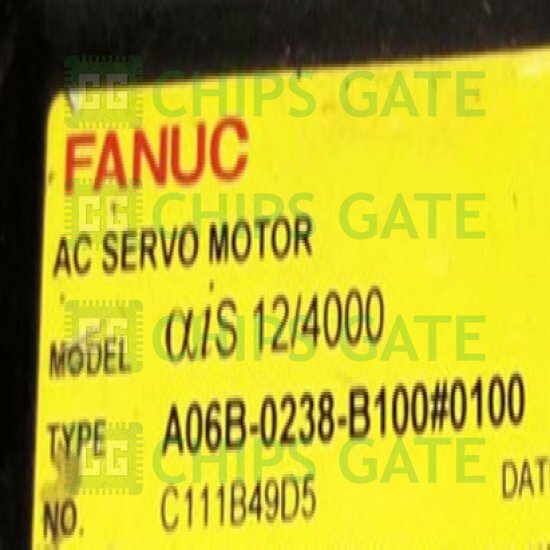 CHIPS GATE
FANUC
CHIPS GATE
AC SERVO MOTOR
MODEL αiS 12/4000
CHIPS GATE
TYPE A06B-0238-B100#0100
CHIPS GATE
NO. C111B49D5 DAT